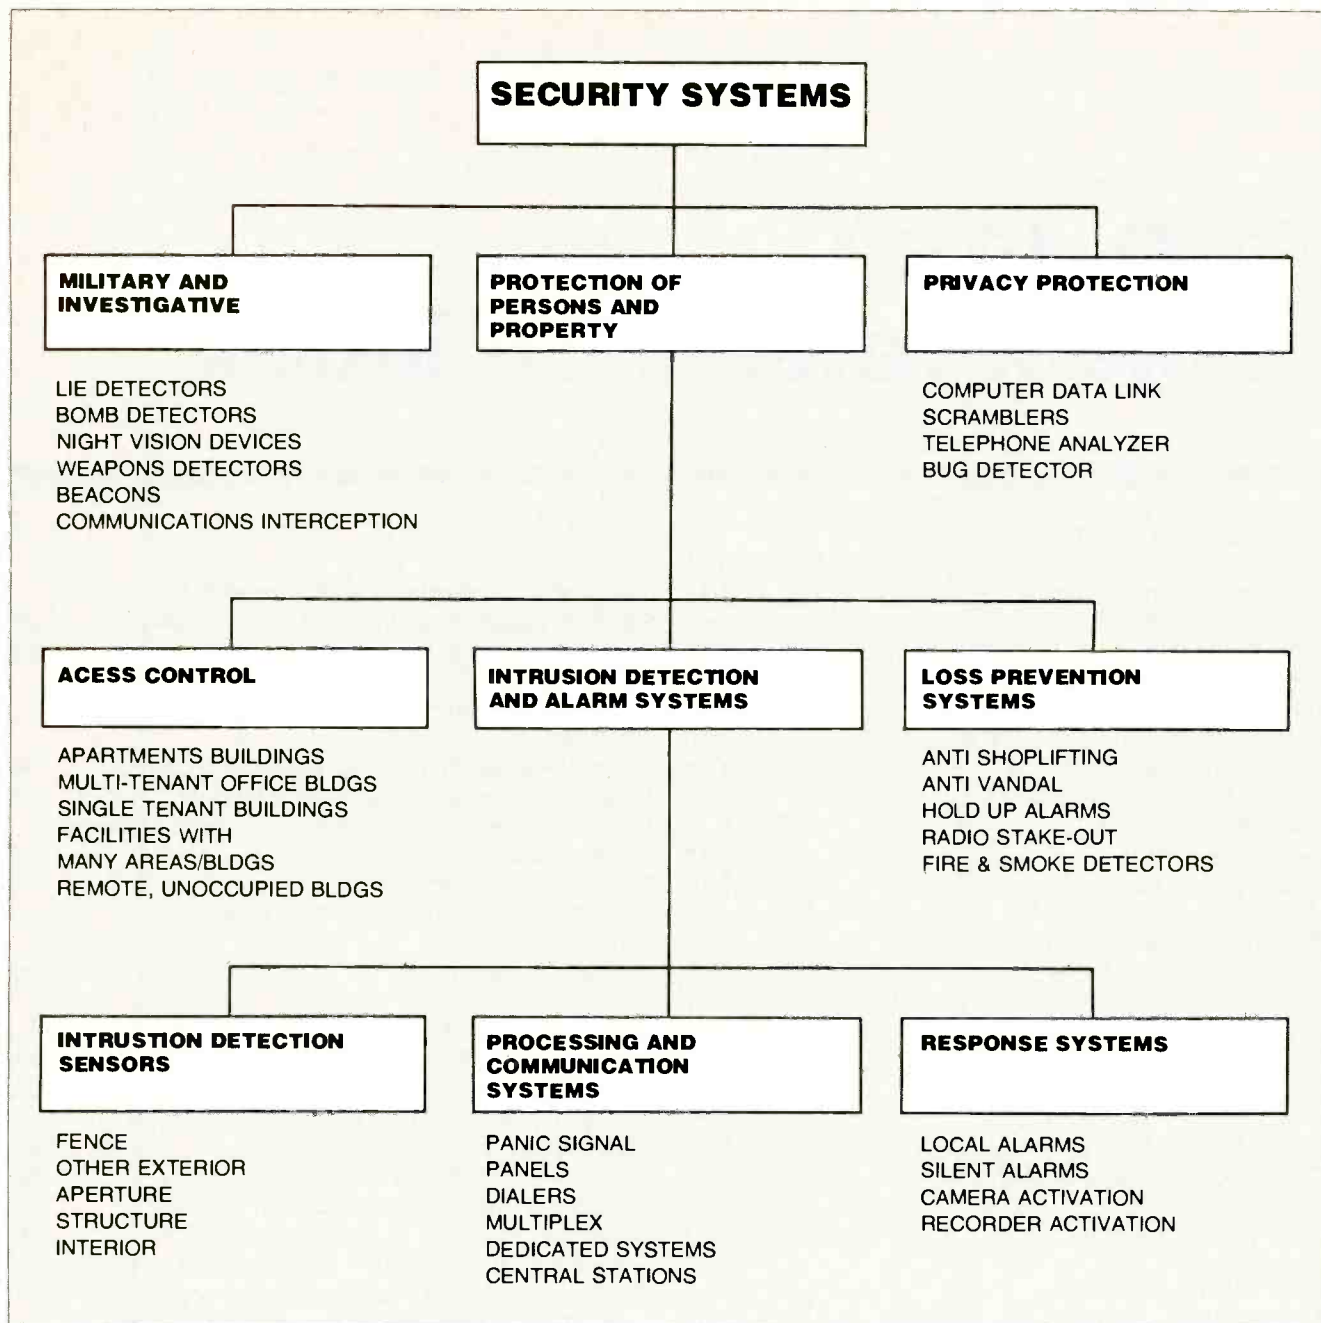 SECURITY SYSTEMS
MILITARY AND
INVESTIGATIVE
LIE DETECTORS
BOMB DETECTORS
NIGHT VISION DEVICES
WEAPONS DETECTORS
BEACONS
COMMUNICATIONS INTERCEPTION
PROTECTION OF
PERSONS AND
PROPERTY
PRIVACY PROTECTION
COMPUTER DATA LINK
SCRAMBLERS
TELEPHONE ANALYZER
BUG DETECTOR
ACESS CONTROL
APARTMENTS BUILDINGS
MULTI-TENANT OFFICE BLDGS
SINGLE TENANT BUILDINGS
FACILITIES WITH
MANY AREAS/BLDGS
REMOTE, UNOCCUPIED BLDGS
INTRUSION DETECTION
AND ALARM SYSTEMS
LOSS PREVENTION
SYSTEMS
ANTI SHOPLIFTING
ANTI VANDAL
HOLD UP ALARMS
RADIO STAKE-OUT
FIRE & SMOKE DETECTORS
INTRUSTION DETECTION
SENSORS
FENCE
OTHER EXTERIOR
APERTURE
STRUCTURE
INTERIOR
PROCESSING AND
COMMUNICATION
SYSTEMS
PANIC SIGNAL
PANELS
DIALERS
MULTIPLEX
DEDICATED SYSTEMS
CENTRAL STATIONS
RESPONSE SYSTEMS
LOCAL ALARMS
SILENT ALARMS
CAMERA ACTIVATION
RECORDER ACTIVATION